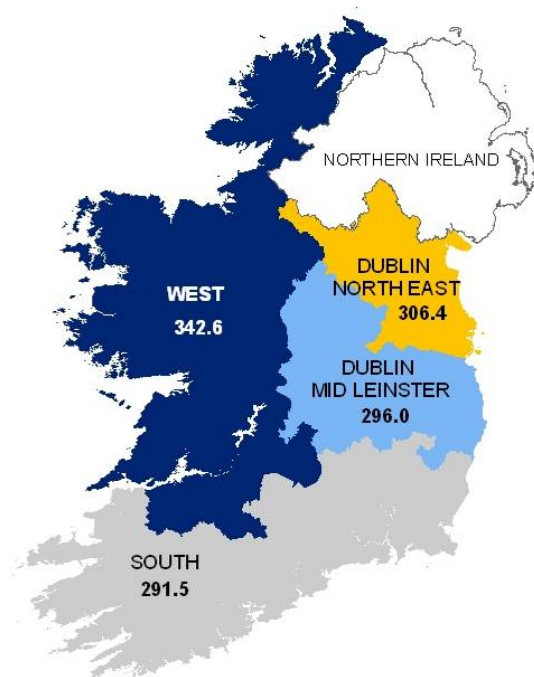 NORTHERN IRELAND
DUBLIN
NORTH EAST
306.4
WEST
342.6
DUBLIN
MID LEINSTER
296.0
SOUTH
291.5